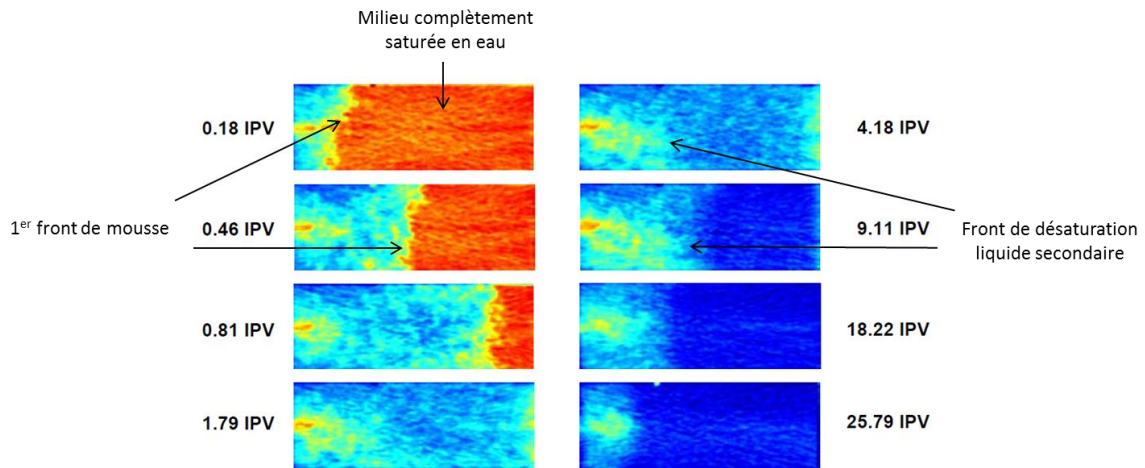 Milieu complètement
saturée en eau
0.18 IPV
4.18 IPV
1er front de mousse
0.46 IPV
9.11 IPV
Front de désaturation
liquide secondaire
0.81 IPV
18.22 IPV
1.79 IPV
25.79 IPV